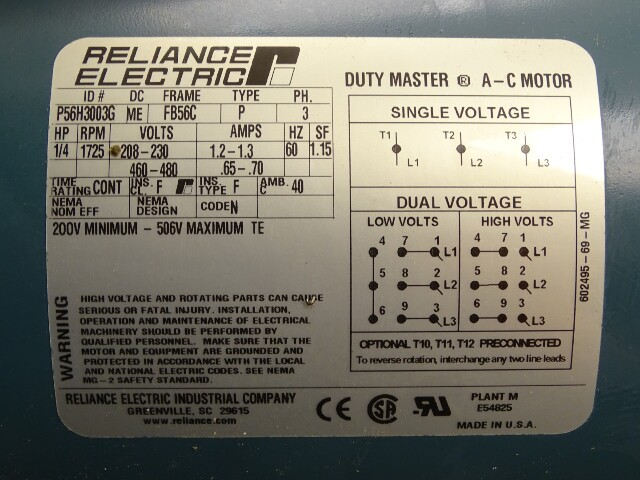 RELIANCE
ELECTRIC
DUTY MASTER ® A-C MOTOR
ID # DC FRAME TYPE PH.
P56H3003G ME FB56C P 3
HP RPM VOLTS AMPS HZ SF
1/4 1725 208-230 1.2-1.3 60 1.15
460-480 .65-.70
TIME RATING CONT INS. CL. F INS. TYPE F AMB. C 40
NEMA NOM EFF NEMA DESIGN CODE N
200V MINIMUM - 506V MAXIMUM TE
WARNING
HIGH VOLTAGE AND ROTATING PARTS CAN CAUSE
SERIOUS OR FATAL INJURY. INSTALLATION,
OPERATION AND MAINTENANCE OF ELECTRICAL
MACHINERY SHOULD BE PERFORMED BY
QUALIFIED PERSONNEL. MAKE SURE THAT THE
MOTOR AND EQUIPMENT ARE GROUNDED AND
PROTECTED IN ACCORDANCE WITH THE LOCAL
AND NATIONAL ELECTRIC CODES. SEE NEMA
MG-2 SAFETY STANDARD.
SINGLE VOLTAGE
T1 T2 T3
L1 L2 L3
DUAL VOLTAGE
LOW VOLTS HIGH VOLTS
4 7 1 L1 4 7 1 L1
5 8 2 L2 5 8 2 L2
6 9 3 L3 6 9 3 L3
OPTIONAL T10, T11, T12 PRECONNECTED
To reverse rotation, interchange any two line leads
602495-69-MG
RELIANCE ELECTRIC INDUSTRIAL COMPANY
GREENVILLE, SC 29615
www.reliance.com
CE SA ® RU
PLANT M
E54825
MADE IN U.S.A.